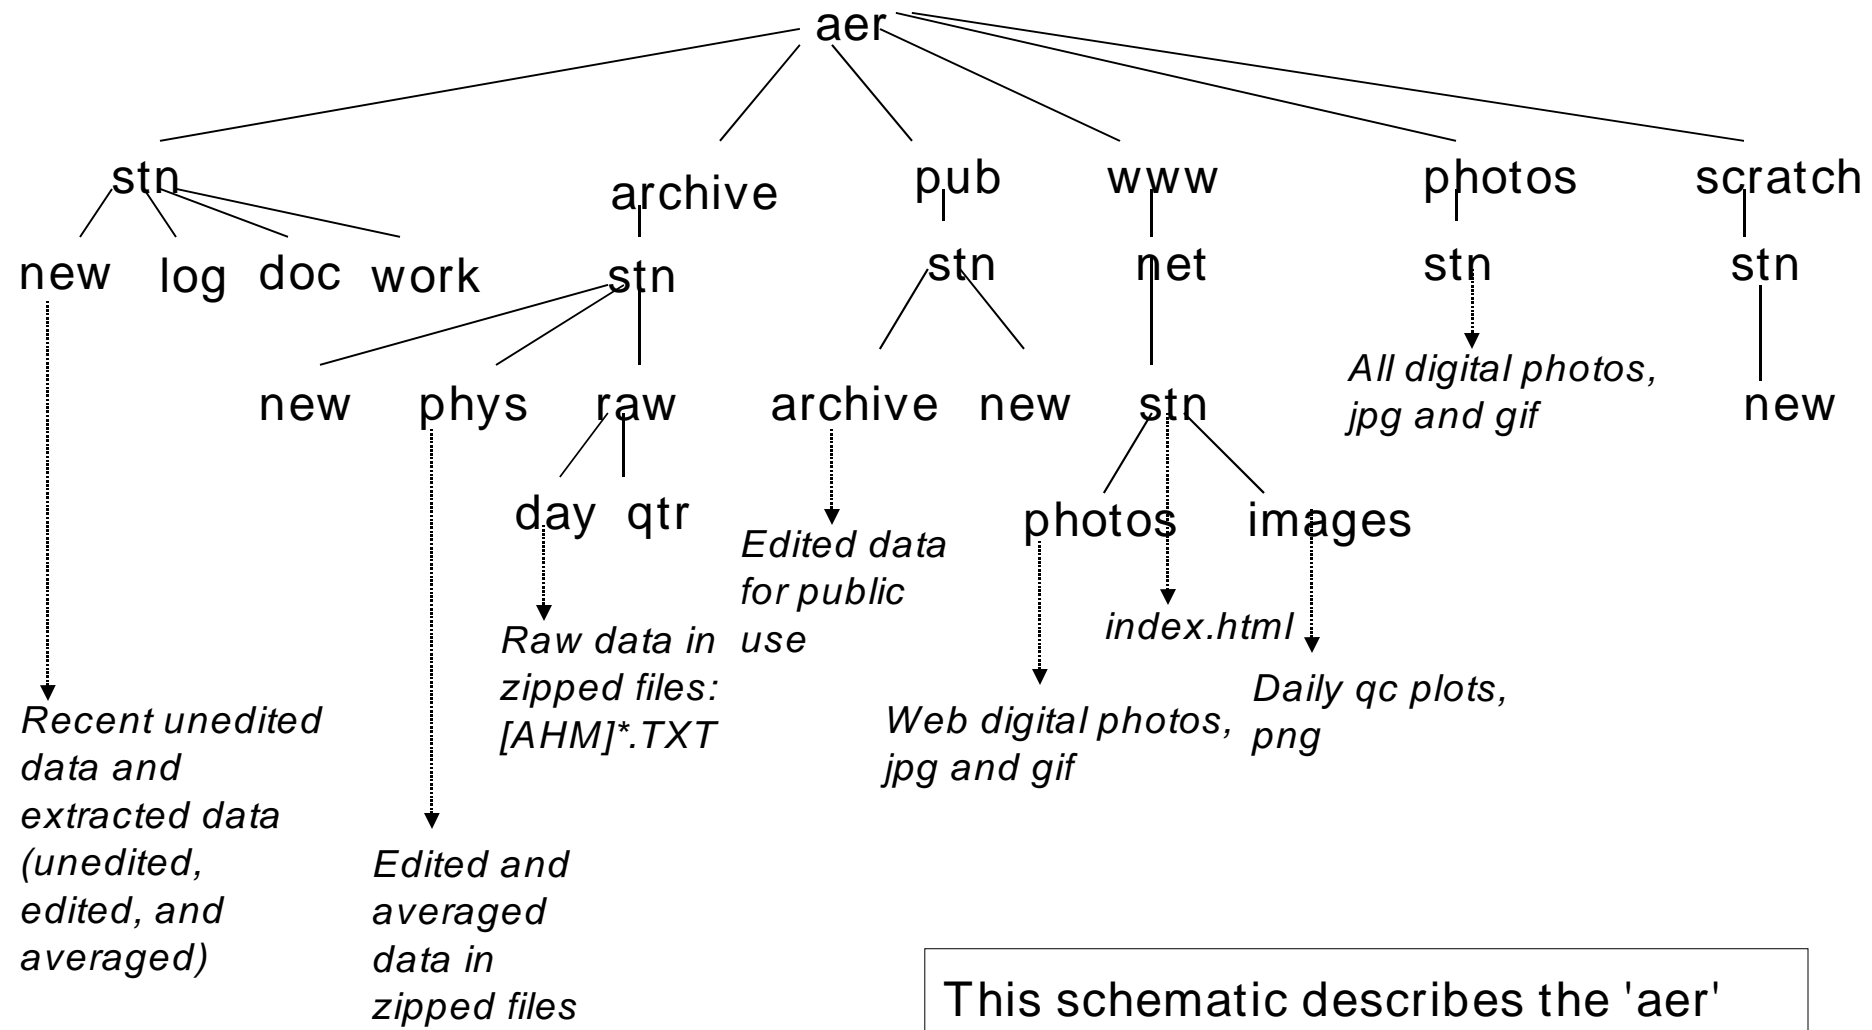 aer
stn archive pub www photos scratch
new log doc work stn stn net stn stn
new phys raw archive new stn new
All digital photos,
jpg and gif
day qtr photos images
Edited data
for public
use
Raw data in
zipped files:
[AHM]*.TXT
index.html
Web digital photos,
jpg and gif
Daily qc plots,
png
Recent unedited
data and
extracted data
(unedited,
edited, and
averaged)
Edited and
averaged
data in
zipped files
This schematic describes the 'aer'